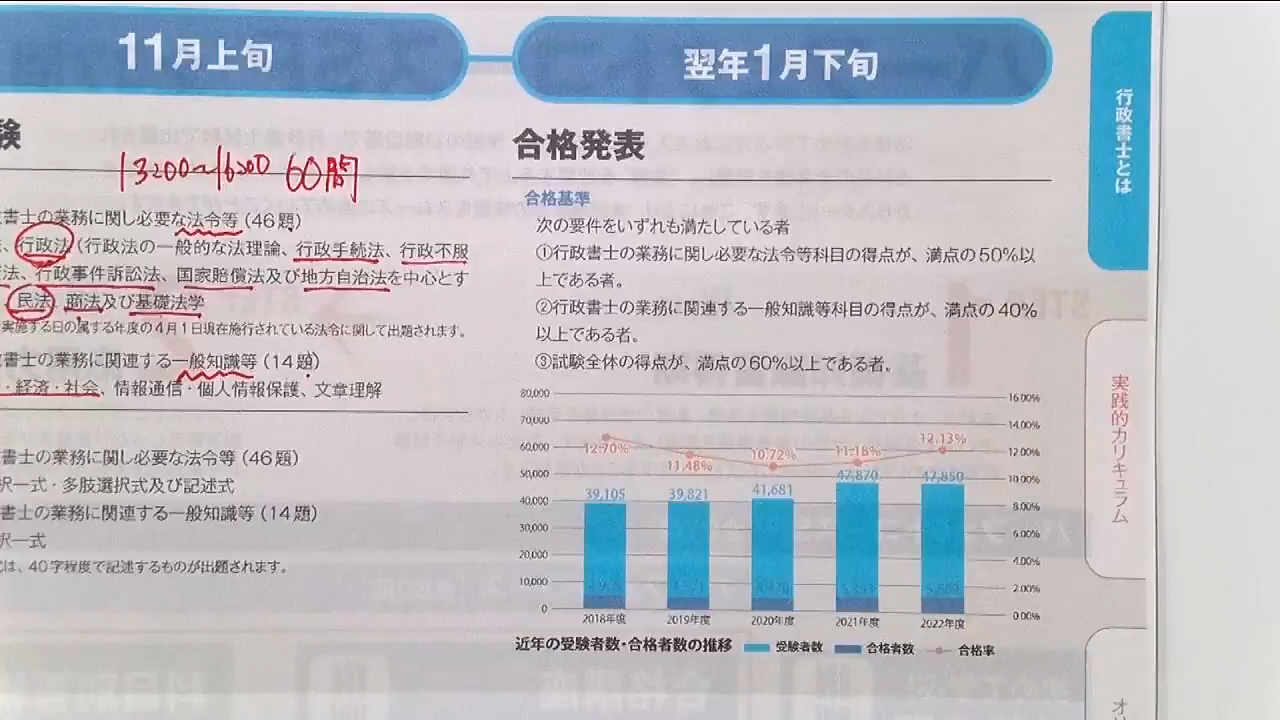 11月上旬
翌年1月下旬
行政書士とは
験
13200~16200 60問
書士の業務に関し必要な法令等（46題）
、行政法（行政法の一般的な法理論、行政手続法、行政不服
法、行政事件訴訟法、国家賠償法及び地方自治法を中心とす
、民法、商法及び基礎法学
実施する日の属する年度の4月1日現在施行されている法令に関して出題されます。
書士の業務に関連する一般知識等（14題）
・経済・社会、情報通信・個人情報保護、文章理解
書士の業務に関し必要な法令等（46題）
択一式・多肢選択式及び記述式
書士の業務に関連する一般知識等（14題）
択一式
は、40字程度で記述するものが出題されます。
合格発表
合格基準
次の要件をいずれも満たしている者
①行政書士の業務に関し必要な法令等科目の得点が、満点の50%以
上である者。
②行政書士の業務に関連する一般知識等科目の得点が、満点の40%
以上である者。
③試験全体の得点が、満点の60%以上である者。
80,000 16.00%
70,000 14.00%
60,000 12.00%
50,000 10.00%
40,000 8.00%
30,000 6.00%
20,000 4.00%
10,000 2.00%
0 0.00%
12.70% 11.48% 10.72% 11.18% 12.13%
39,105 39,821 41,681 47,870 47,850
4,968 4,571 4,470 5,353 5,802
2018年度 2019年度 2020年度 2021年度 2022年度
近年の受験者数・合格者数の推移 受験者数 合格者数 合格率
実践的カリキュラム
オ